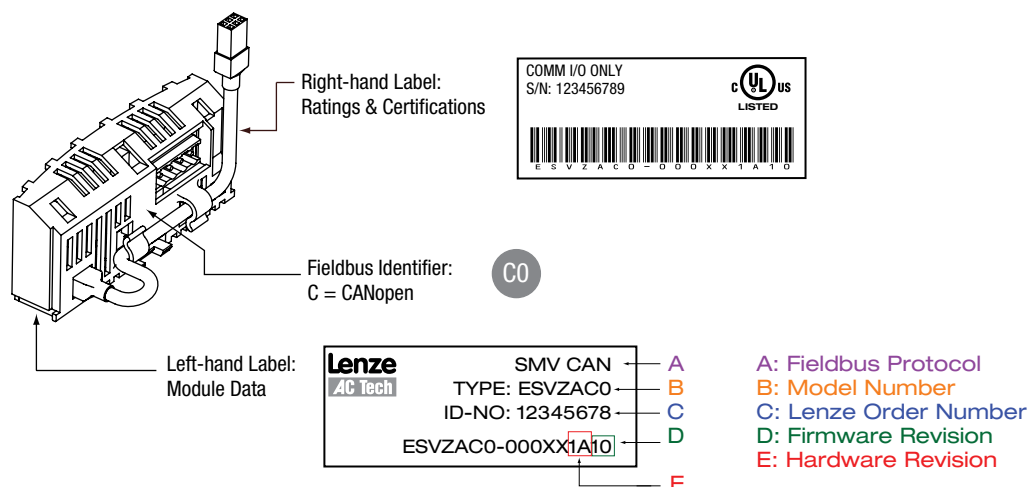 Right-hand Label:
Ratings & Certifications
COMM I/O ONLY
S/N: 123456789
C UL US
LISTED
ESVZAC0-000XX1A10
Fieldbus Identifier:
C = CANopen
C0
Left-hand Label:
Module Data
Lenze
AC Tech
SMV CAN
TYPE: ESVZAC0
ID-NO: 12345678
ESVZAC0-000XX1A10
A
B
C
D
E
A: Fieldbus Protocol
B: Model Number
C: Lenze Order Number
D: Firmware Revision
E: Hardware Revision